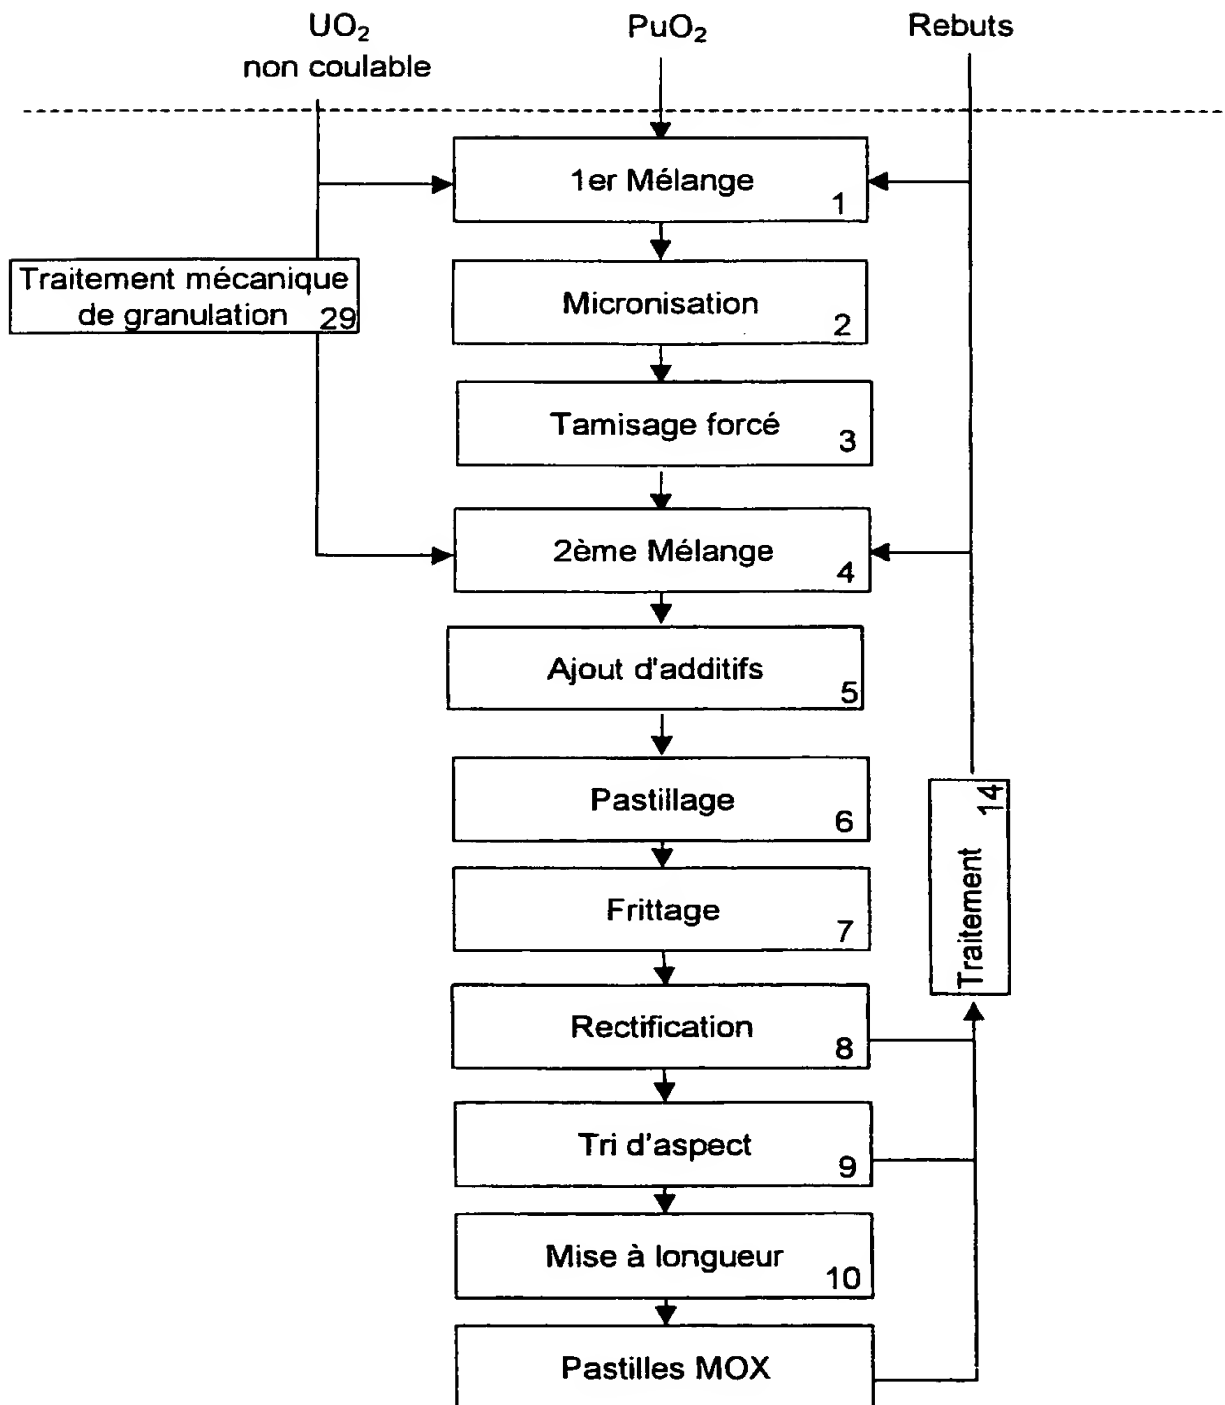 UO₂
non coulable
PuO₂
Rebuts
1er Mélange
1
Traitement mécanique
de granulation 29
Micronisation
2
Tamisage forcé
3
2ème Mélange
4
Ajout d'additifs
5
Pastillage
6
Traitement 14
Frittage
7
Rectification
8
Tri d'aspect
9
Mise à longueur
10
Pastilles MOX